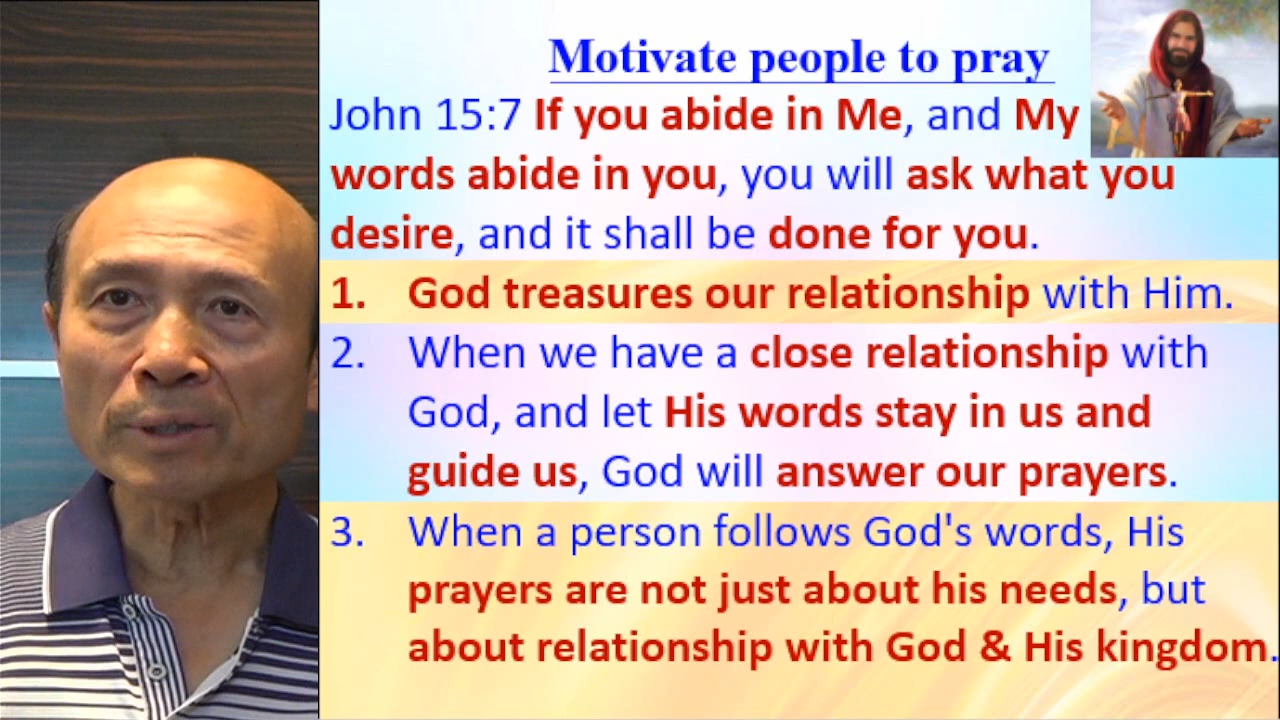 Motivate people to pray
John 15:7 If you abide in Me, and My
words abide in you, you will ask what you
desire, and it shall be done for you.
1. God treasures our relationship with Him.
2. When we have a close relationship with
God, and let His words stay in us and
guide us, God will answer our prayers.
3. When a person follows God's words, His
prayers are not just about his needs, but
about relationship with God & His kingdom.